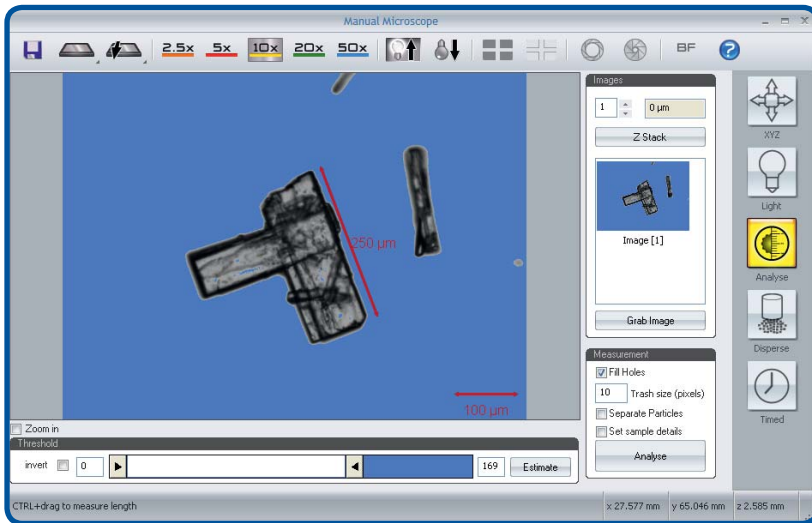 Manual Microscope
2.5x 5x 10x 20x 50x BF ?
Images
1 0 µm
Z Stack
Image [1]
Grab Image
Measurement
Fill Holes
10 Trash size (pixels)
Separate Particles
Set sample details
Analyse
XYZ
Light
Analyse
Disperse
Timed
250 µm
100 µm
Zoom in
Threshold
invert 0 169 Estimate
CTRL+drag to measure length x 27.577 mm y 65.046 mm z 2.585 mm